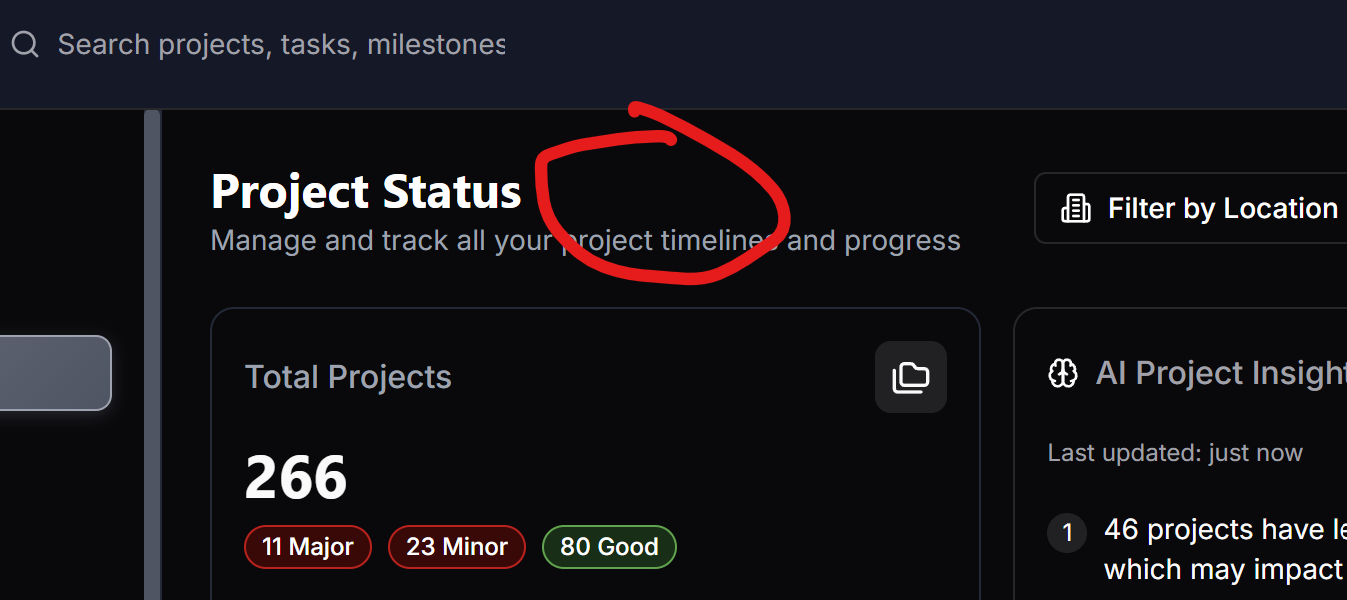 Search projects, tasks, milestones
Project Status
Manage and track all your project timelines and progress
Filter by Location
Total Projects
266
11 Major
23 Minor
80 Good
AI Project Insight
Last updated: just now
1
46 projects have
which may impact